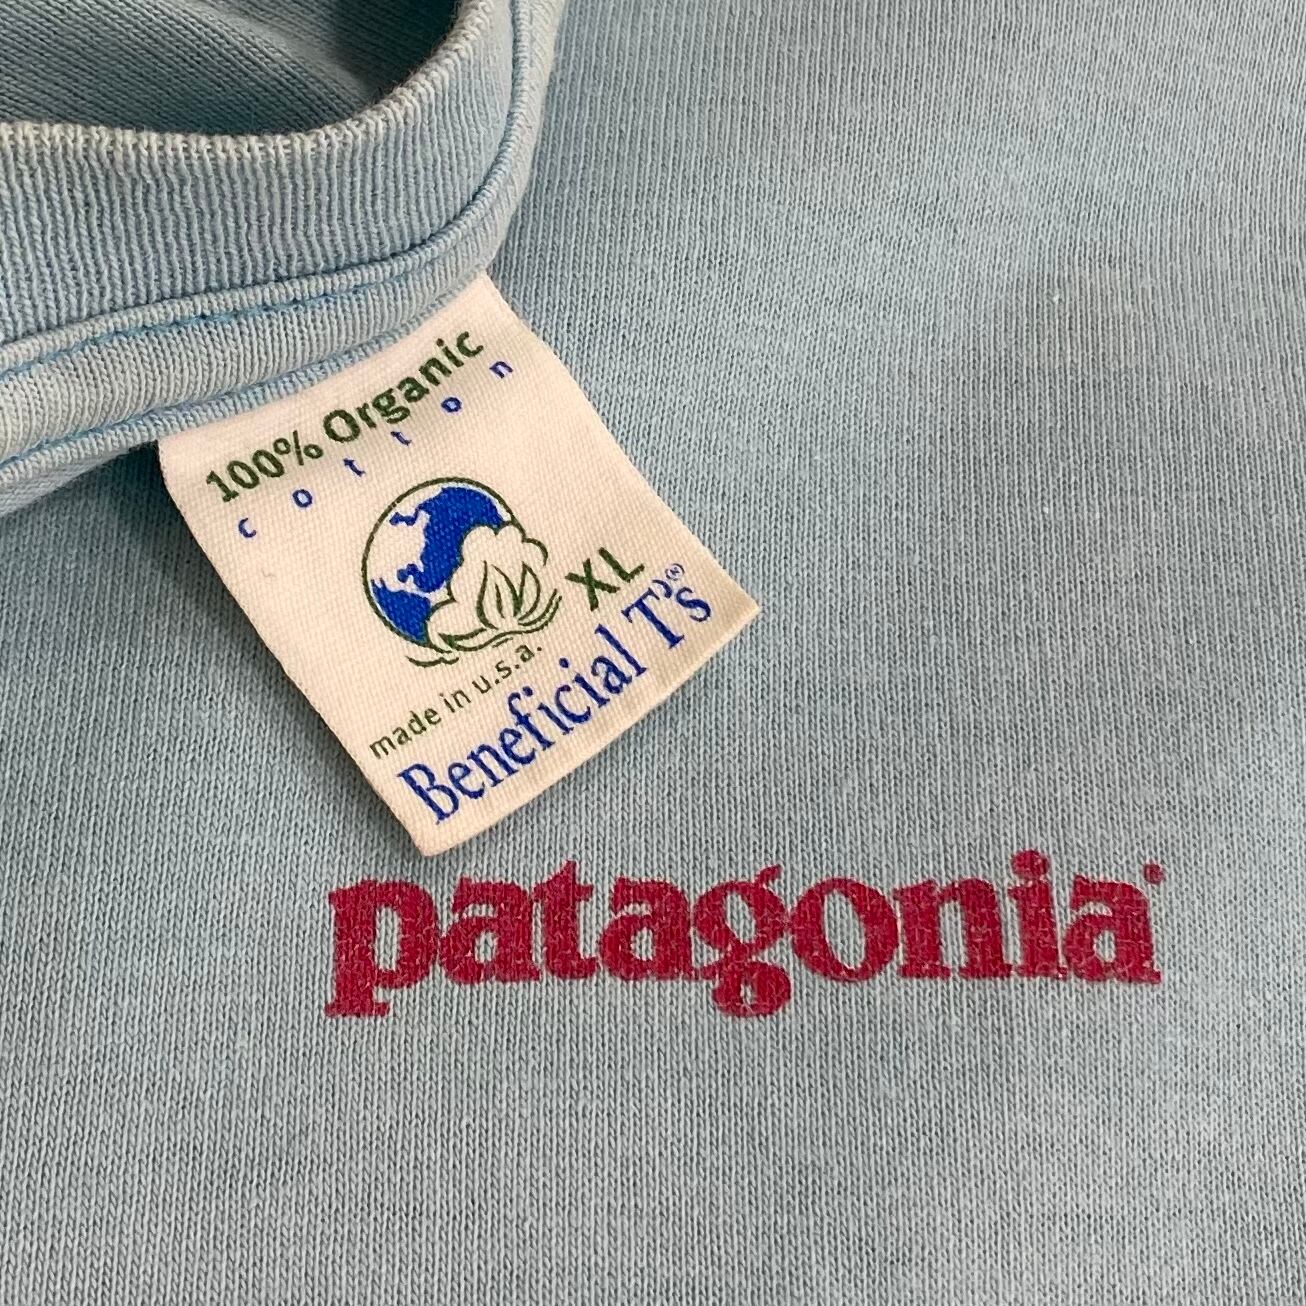 100% Organic
cotton
XL
made in u.s.a.
Beneficial T's®
patagonia®